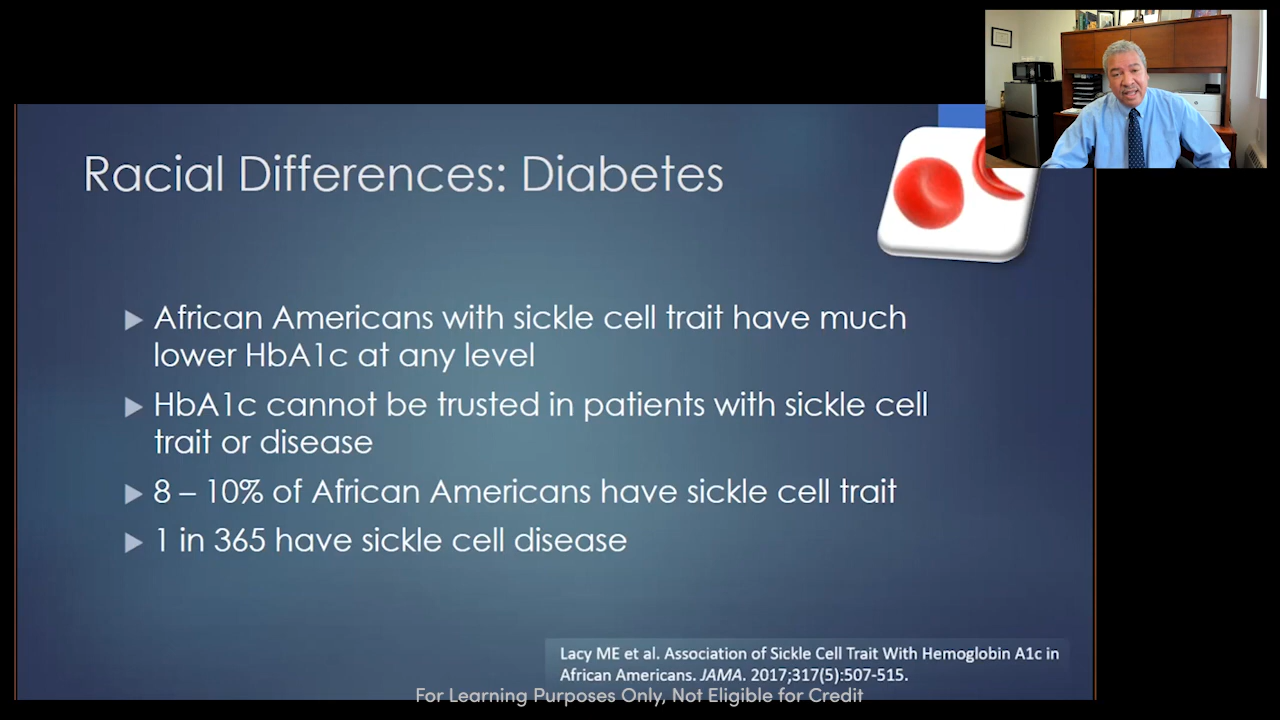 Racial Differences: Diabetes
African Americans with sickle cell trait have much
lower HbA1c at any level
HbA1c cannot be trusted in patients with sickle cell
trait or disease
8 – 10% of African Americans have sickle cell trait
1 in 365 have sickle cell disease
Lacy ME et al. Association of Sickle Cell Trait With Hemoglobin A1c in
African Americans. JAMA. 2017;317(5):507-515.
For Learning Purposes Only, Not Eligible for Credit